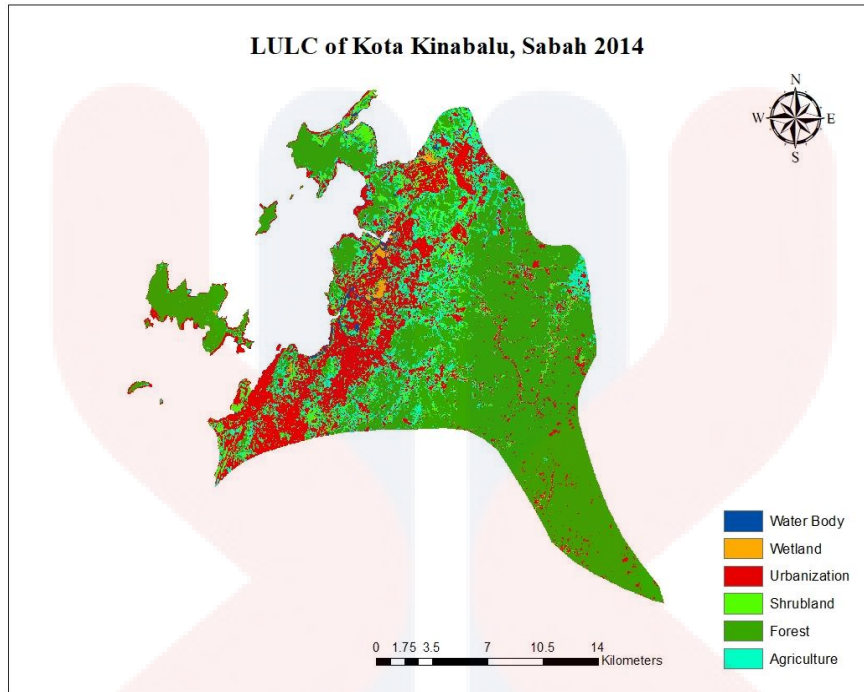 LULC of Kota Kinabalu, Sabah 2014
N
W E
S
Water Body
Wetland
Urbanization
Shrubland
Forest
Agriculture
0 1.75 3.5 7 10.5 14
Kilometers